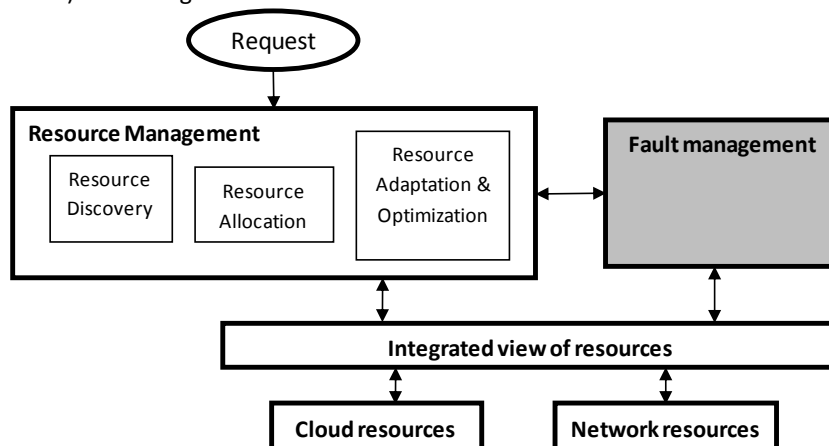 Request
Resource Management
Fault management
Resource
Discovery
Resource
Allocation
Resource
Adaptation &
Optimization
Integrated view of resources
Cloud resources
Network resources